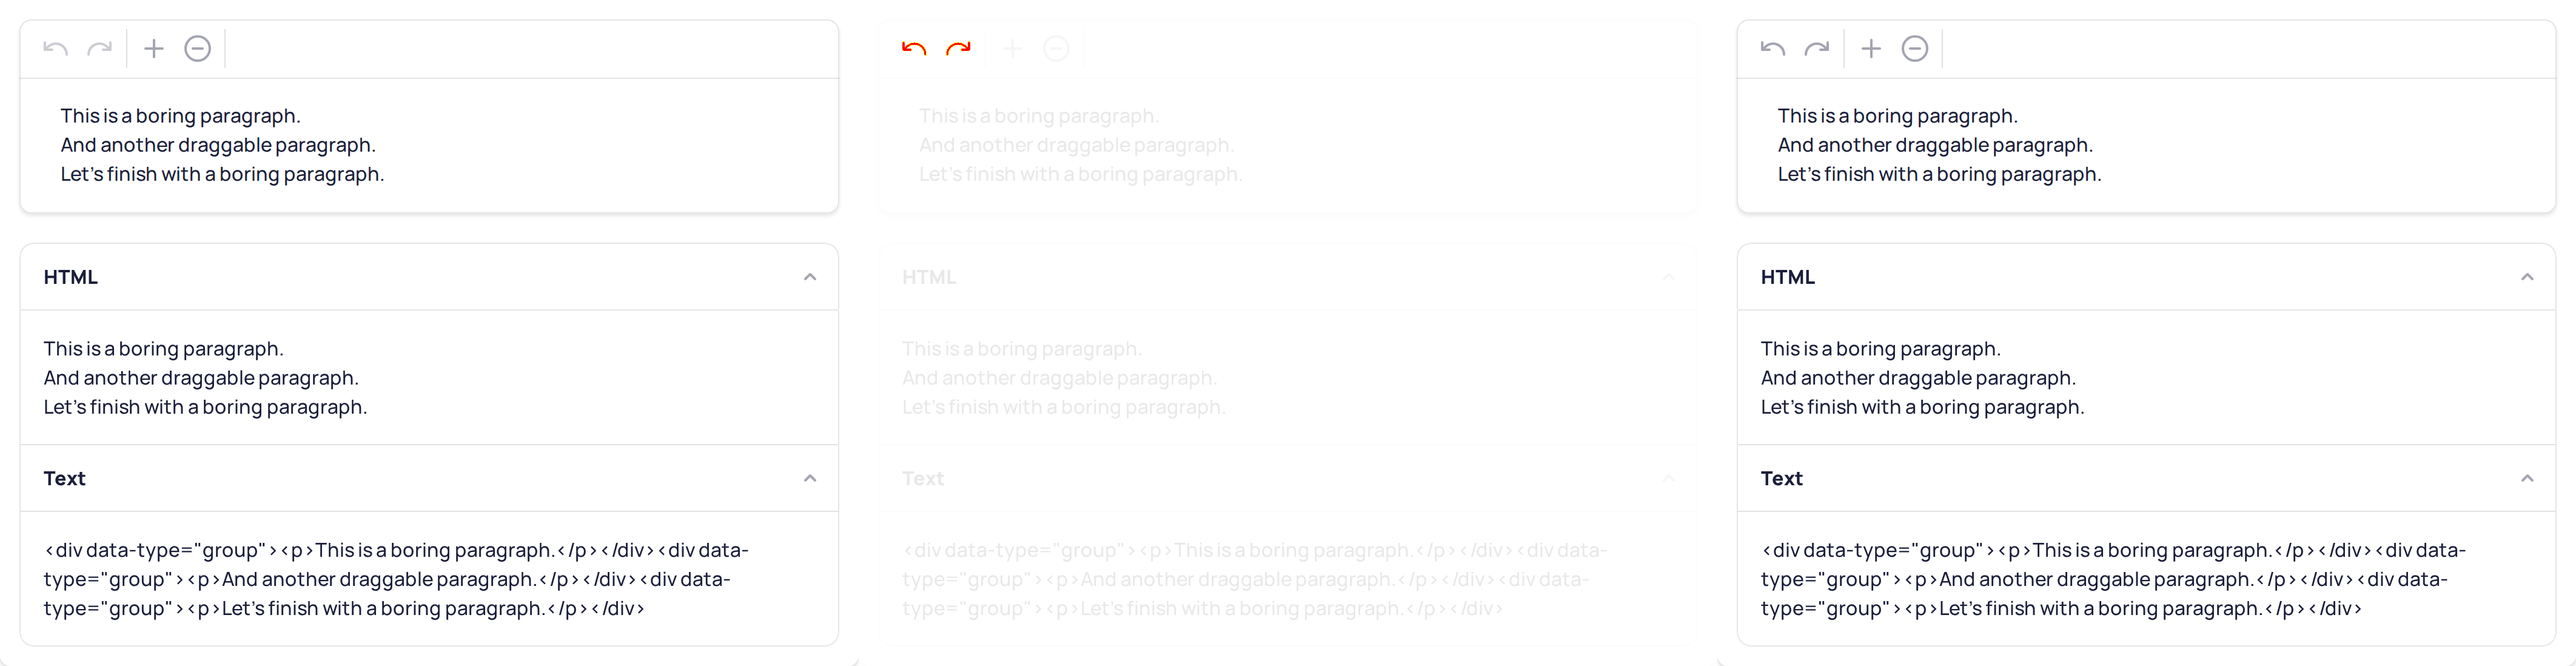 This is a boring paragraph.
And another draggable paragraph.
Let's finish with a boring paragraph.
HTML
This is a boring paragraph.
And another draggable paragraph.
Let's finish with a boring paragraph.
Text
<div data-type="group"><p>This is a boring paragraph.</p></div><div data-
type="group"><p>And another draggable paragraph.</p></div><div data-
type="group"><p>Let's finish with a boring paragraph.</p></div>
This is a boring paragraph.
And another draggable paragraph.
Let's finish with a boring paragraph.
HTML
This is a boring paragraph.
And another draggable paragraph.
Let's finish with a boring paragraph.
Text
<div data-type="group"><p>This is a boring paragraph.</p></div><div data-
type="group"><p>And another draggable paragraph.</p></div><div data-
type="group"><p>Let's finish with a boring paragraph.</p></div>
This is a boring paragraph.
And another draggable paragraph.
Let's finish with a boring paragraph.
HTML
This is a boring paragraph.
And another draggable paragraph.
Let's finish with a boring paragraph.
Text
<div data-type="group"><p>This is a boring paragraph.</p></div><div data-
type="group"><p>And another draggable paragraph.</p></div><div data-
type="group"><p>Let's finish with a boring paragraph.</p></div>